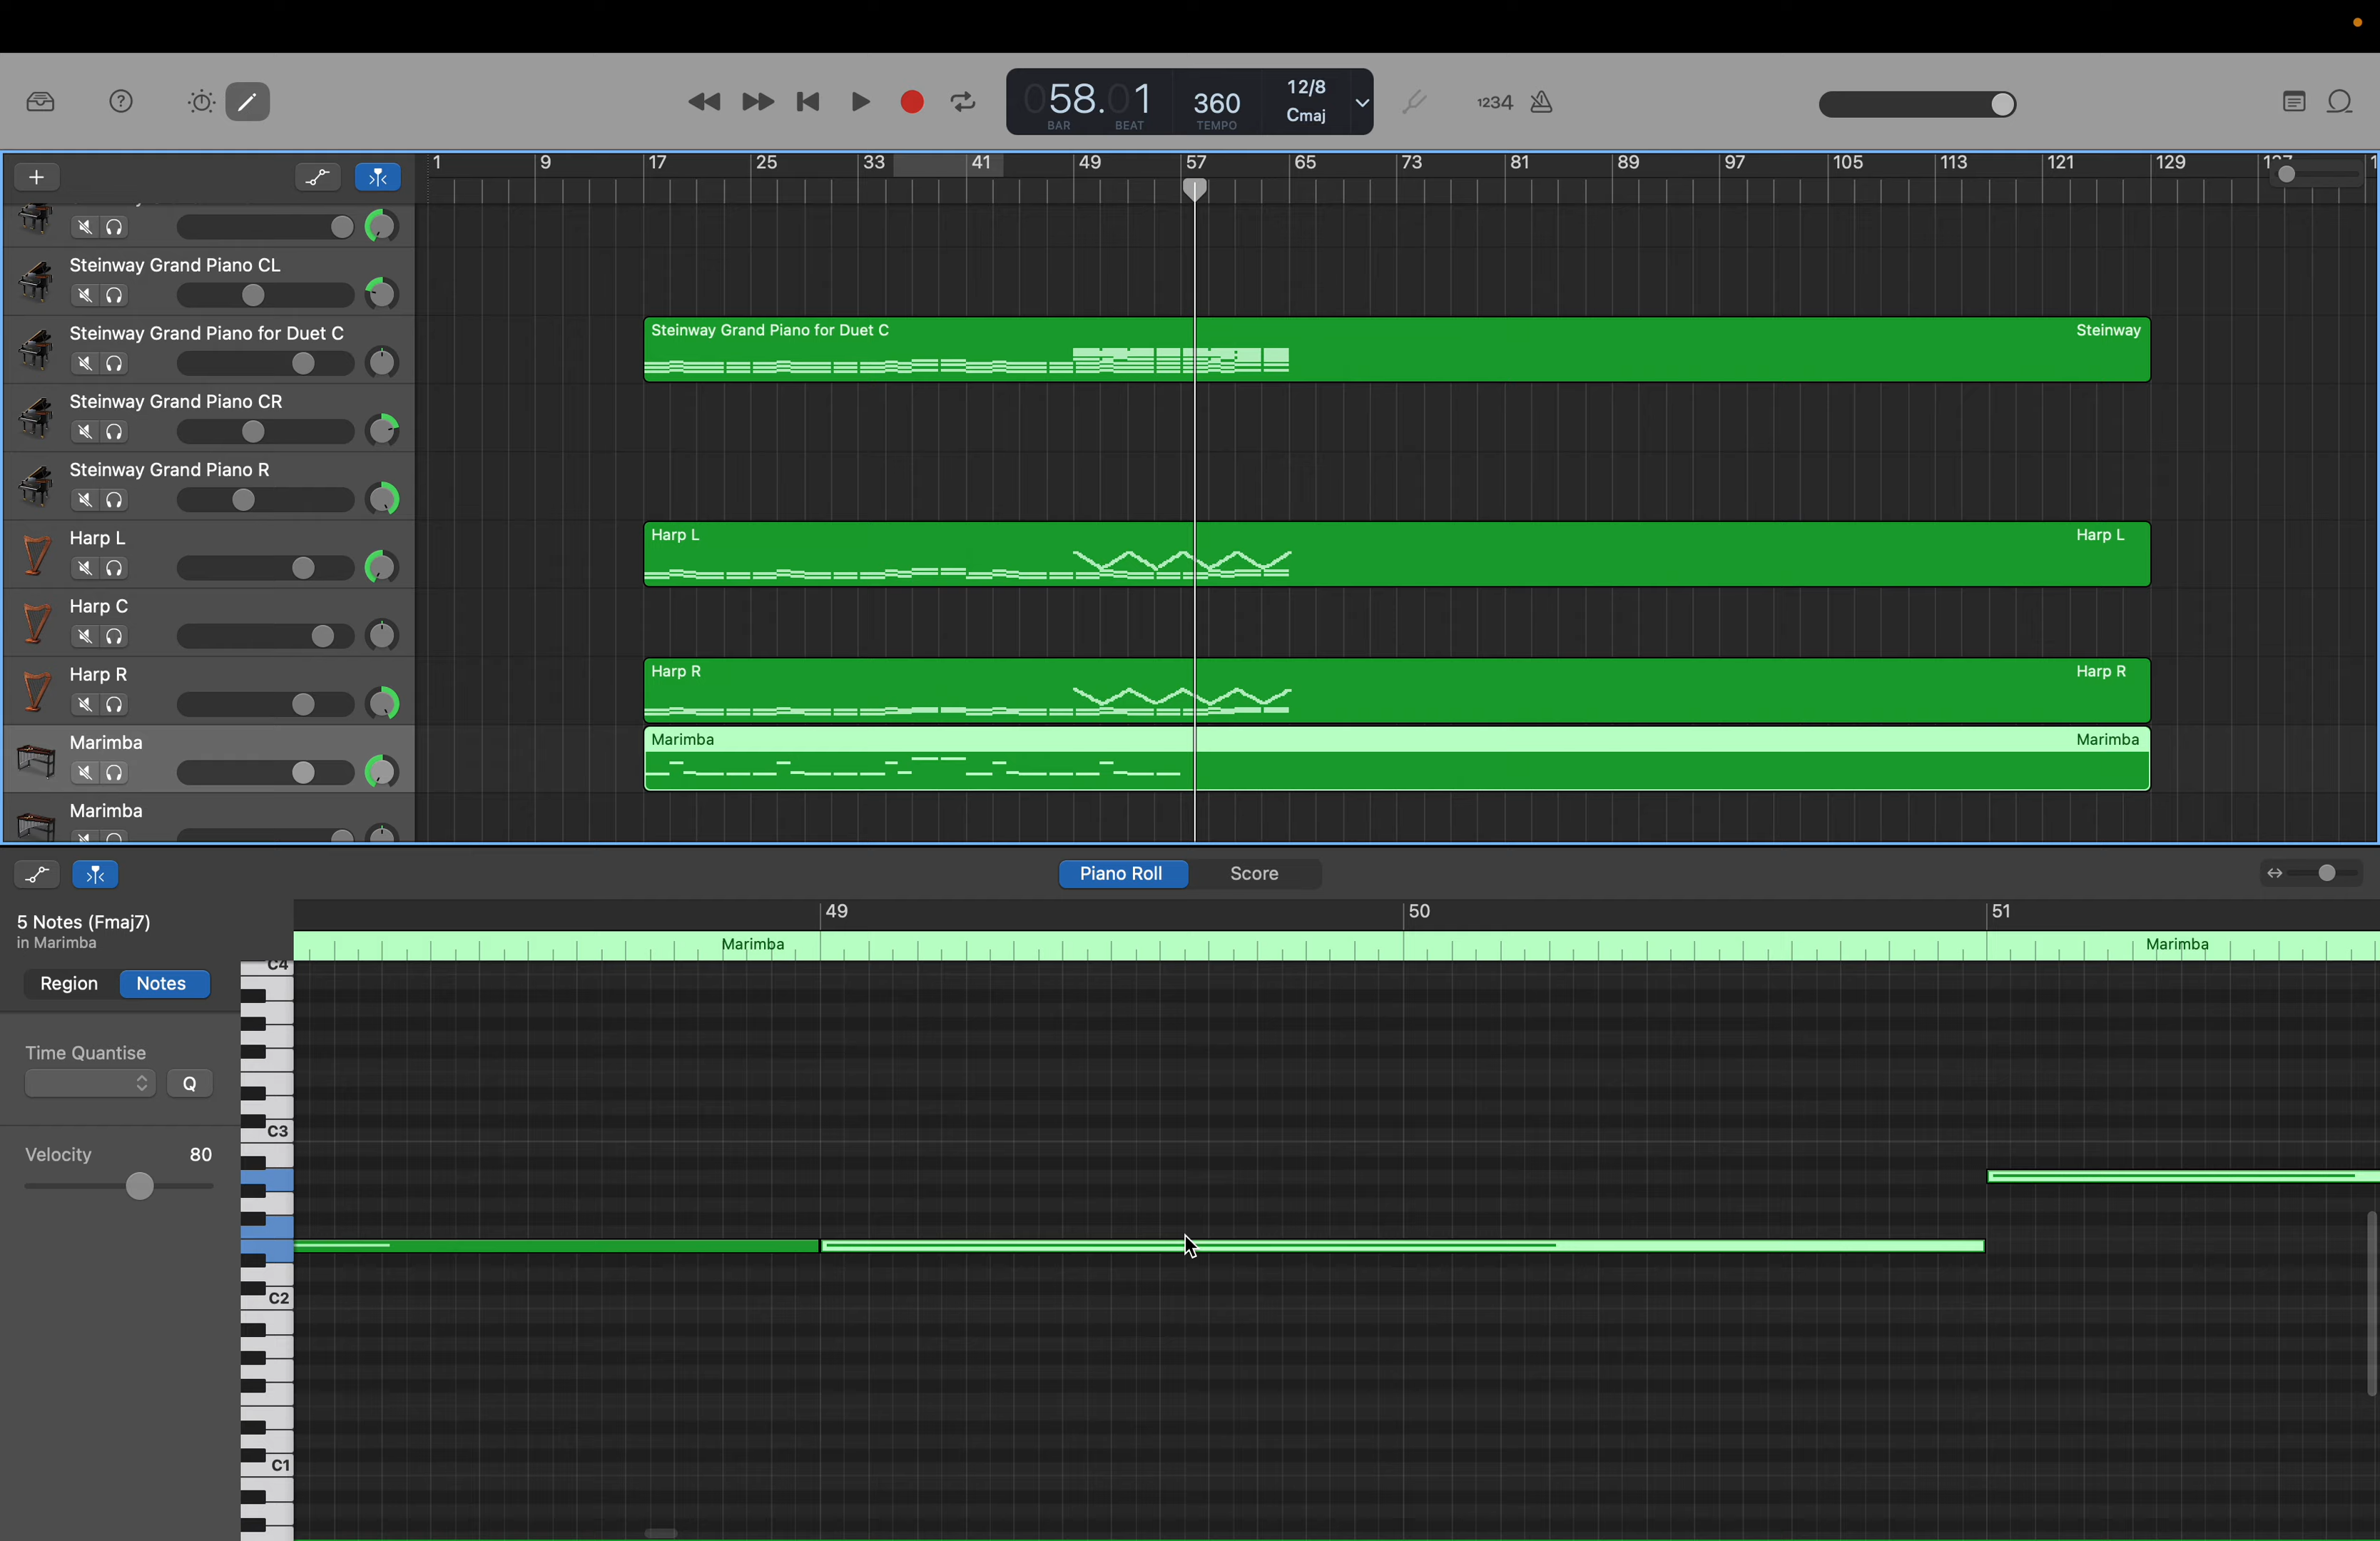 058.01
BAR BEAT
360
TEMPO
12/8
Cmaj
1234
1 9 17 25 33 41 49 57 65 73 81 89 97 105 113 121 129
Steinway Grand Piano CL
Steinway Grand Piano for Duet C
Steinway Grand Piano for Duet C Steinway
Steinway Grand Piano CR
Steinway Grand Piano R
Harp L
Harp L Harp L
Harp C
Harp R
Harp R Harp R
Marimba
Marimba Marimba
Marimba
Piano Roll Score
5 Notes (Fmaj7)
in Marimba
49 50 51
Marimba Marimba
Region Notes
C4
Time Quantise
Q
C3
Velocity 80
C2
C1